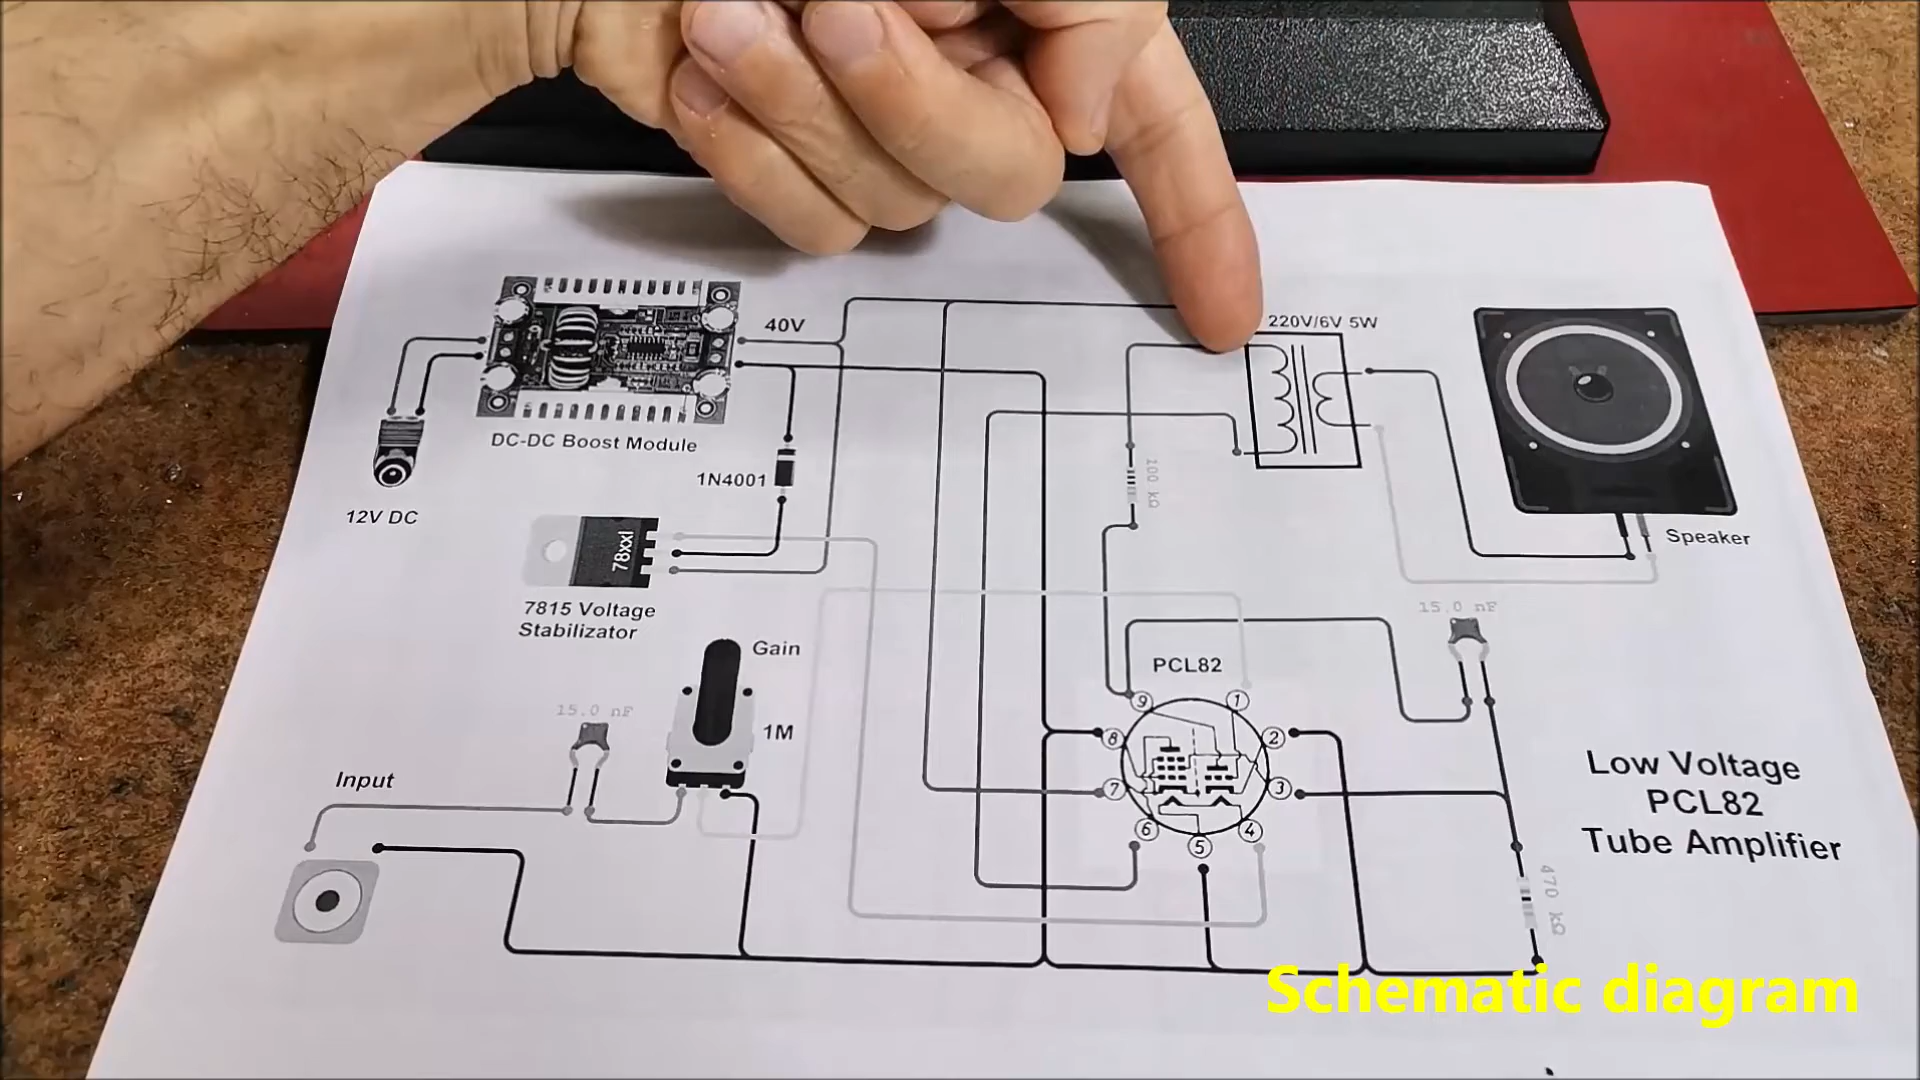 40V
220V/6V 5W
DC-DC Boost Module
1N4001
100 kΩ
12V DC
78xxl
Speaker
7815 Voltage
Stabilizator
15.0 nF
Gain
PCL82
15.0 nF
1M
Input
9
1
8
2
7
3
6
4
5
Low Voltage
PCL82
Tube Amplifier
470 kΩ
Schematic diagram